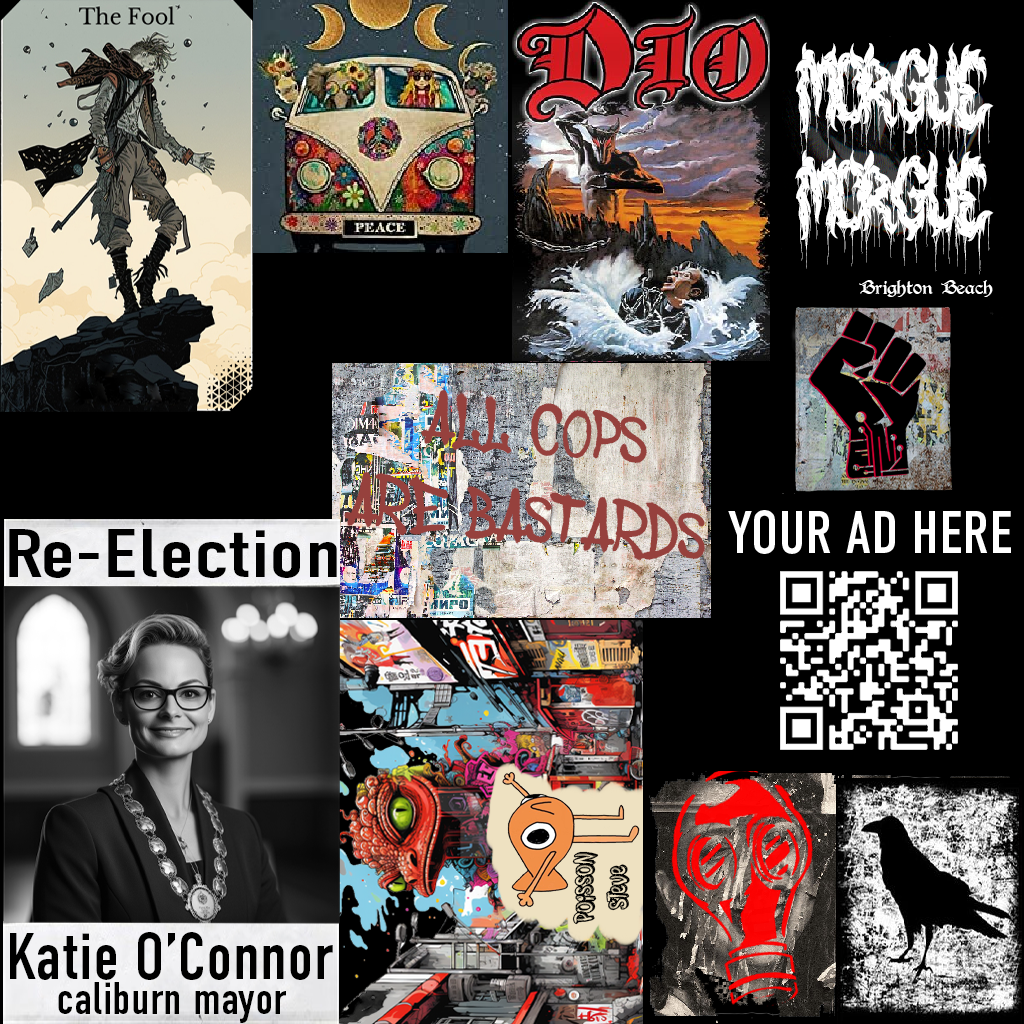 The Fool
PEACE
DIO
MORGUE
MORGUE
Brighton Beach
ALL COPS
ARE BASTARDS
YOUR AD HERE
Re-Election
Katie O'Connor
caliburn mayor
POISSON
Steve